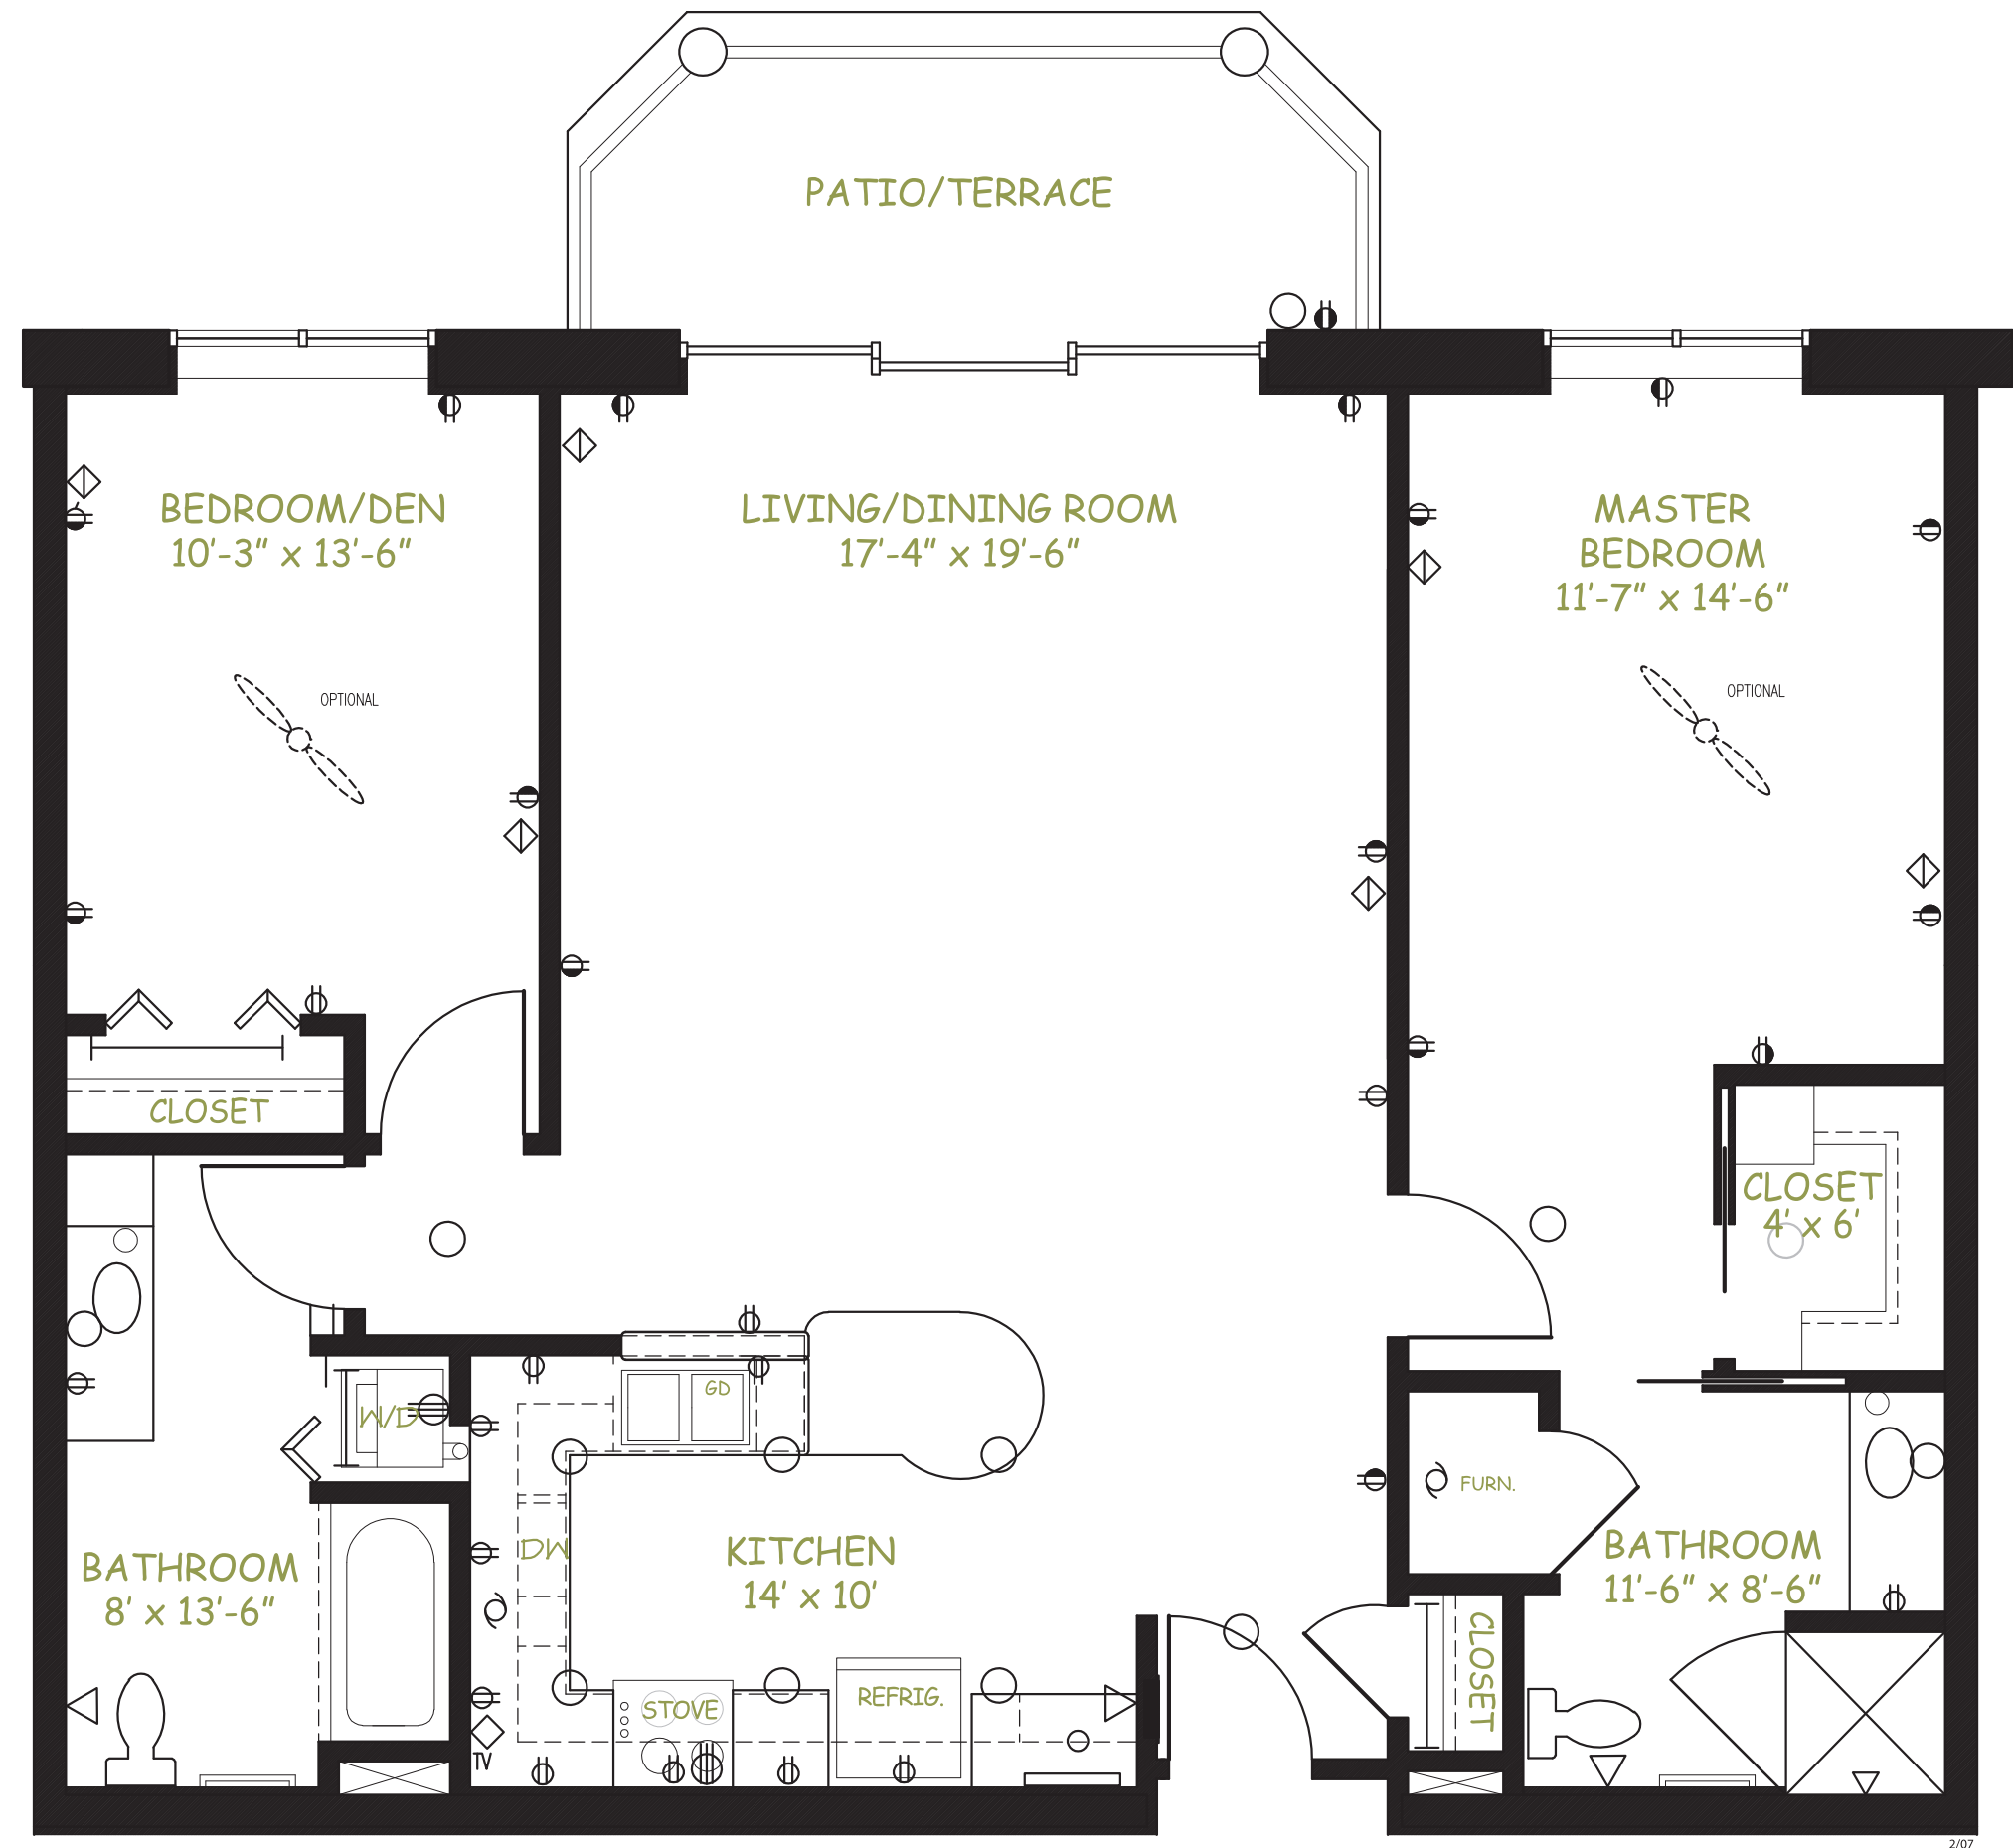 PATIO/TERRACE
BEDROOM/DEN
10'-3" x 13'-6"
LIVING/DINING ROOM
17'-4" x 19'-6"
MASTER
BEDROOM
11'-7" x 14'-6"
OPTIONAL
OPTIONAL
CLOSET
CLOSET
4' x 6'
W/D
GD
FURN.
DW
KITCHEN
14' x 10'
BATHROOM
8' x 13'-6"
BATHROOM
11'-6" x 8'-6"
CLOSET
STOVE
REFRIG.
TV
2/07